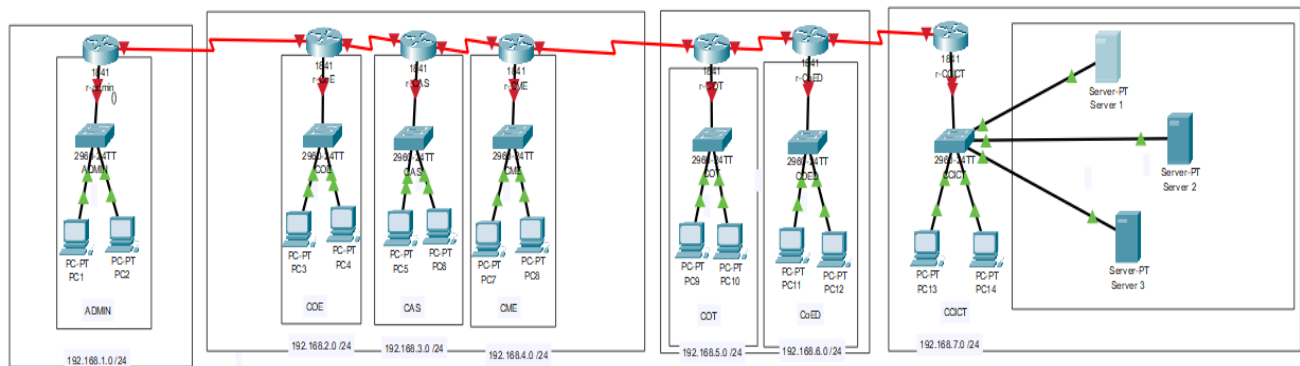 1841
r-admin
0
2960-24TT
ADMIN
PC-PT
PC1
PC-PT
PC2
ADMIN
192.168.1.0 /24
1841
r-CoE
2960-24TT
COE
PC-PT
PC3
PC-PT
PC4
COE
192.168.2.0 /24
1841
r-CAS
2960-24TT
CAS
PC-PT
PC5
PC-PT
PC6
CAS
192.168.3.0 /24
1841
r-CME
2960-24TT
CME
PC-PT
PC7
PC-PT
PC8
CME
192.168.4.0 /24
1841
r-COT
2960-24TT
COT
PC-PT
PC9
PC-PT
PC10
COT
192.168.5.0 /24
1841
r-CoED
2960-24TT
COED
PC-PT
PC11
PC-PT
PC12
CoED
192.168.6.0 /24
1841
r-CCICT
2960-24TT
CCICT
PC-PT
PC13
PC-PT
PC14
CCICT
192.168.7.0 /24
Server-PT
Server 1
Server-PT
Server 2
Server-PT
Server 3